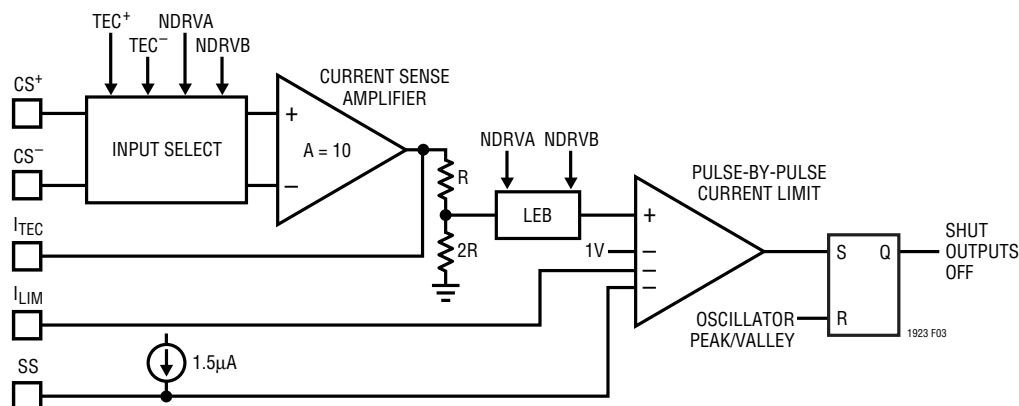 TEC+
NDRVA
TEC−
NDRVB
CS+
CS−
INPUT SELECT
CURRENT SENSE
AMPLIFIER
+
A = 10
−
ITEC
ILIM
SS
1.5µA
R
2R
NDRVA
NDRVB
LEB
PULSE-BY-PULSE
CURRENT LIMIT
+
1V
−
−
−
S
Q
R
SHUT
OUTPUTS
OFF
OSCILLATOR
PEAK/VALLEY
1923 F03